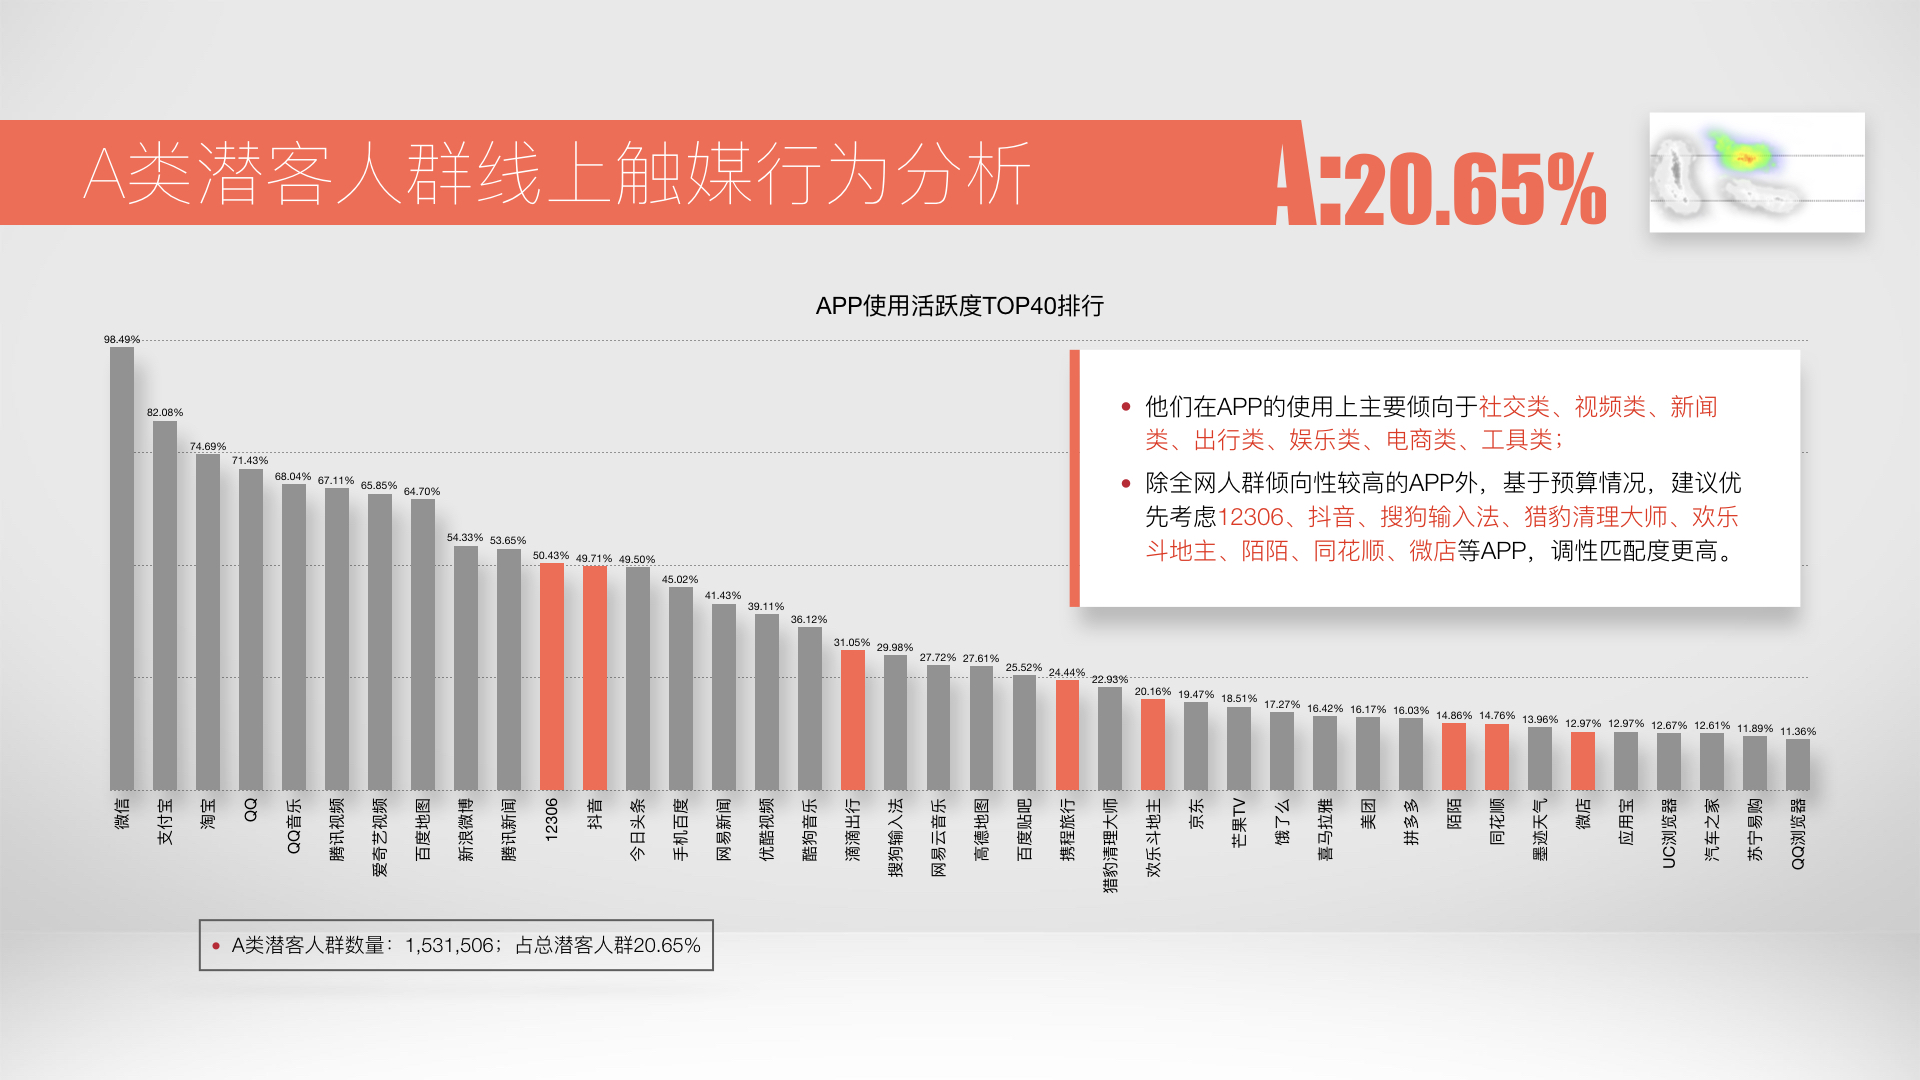 A类潜客人群线上触媒行为分析
A:20.65%
APP使用活跃度TOP40排行
98.49%
82.08%
74.69%
71.43%
68.04%
67.11%
65.85%
64.70%
54.33%
53.65%
50.43%
49.71%
49.50%
45.02%
41.43%
39.11%
36.12%
31.05%
29.98%
27.72%
27.61%
25.52%
24.44%
22.93%
20.16%
19.47%
18.51%
17.27%
16.42%
16.17%
16.03%
14.86%
14.76%
13.96%
12.97%
12.97%
12.67%
12.61%
11.89%
11.36%
• 他们在APP的使用上主要倾向于社交类、视频类、新闻
类、出行类、娱乐类、电商类、工具类；
• 除全网人群倾向性较高的APP外，基于预算情况，建议优
先考虑12306、抖音、搜狗输入法、猎豹清理大师、欢乐
斗地主、陌陌、同花顺、微店等APP，调性匹配度更高。
微信
支付宝
淘宝
QQ
QQ音乐
腾讯视频
爱奇艺视频
百度地图
新浪微博
腾讯新闻
12306
抖音
今日头条
手机百度
网易新闻
优酷视频
酷狗音乐
滴滴出行
搜狗输入法
网易云音乐
高德地图
百度贴吧
携程旅行
猎豹清理大师
欢乐斗地主
京东
芒果TV
饿了么
喜马拉雅
美团
拼多多
陌陌
同花顺
墨迹天气
微店
应用宝
UC浏览器
汽车之家
苏宁易购
QQ浏览器
• A类潜客人群数量：1,531,506；占总潜客人群20.65%